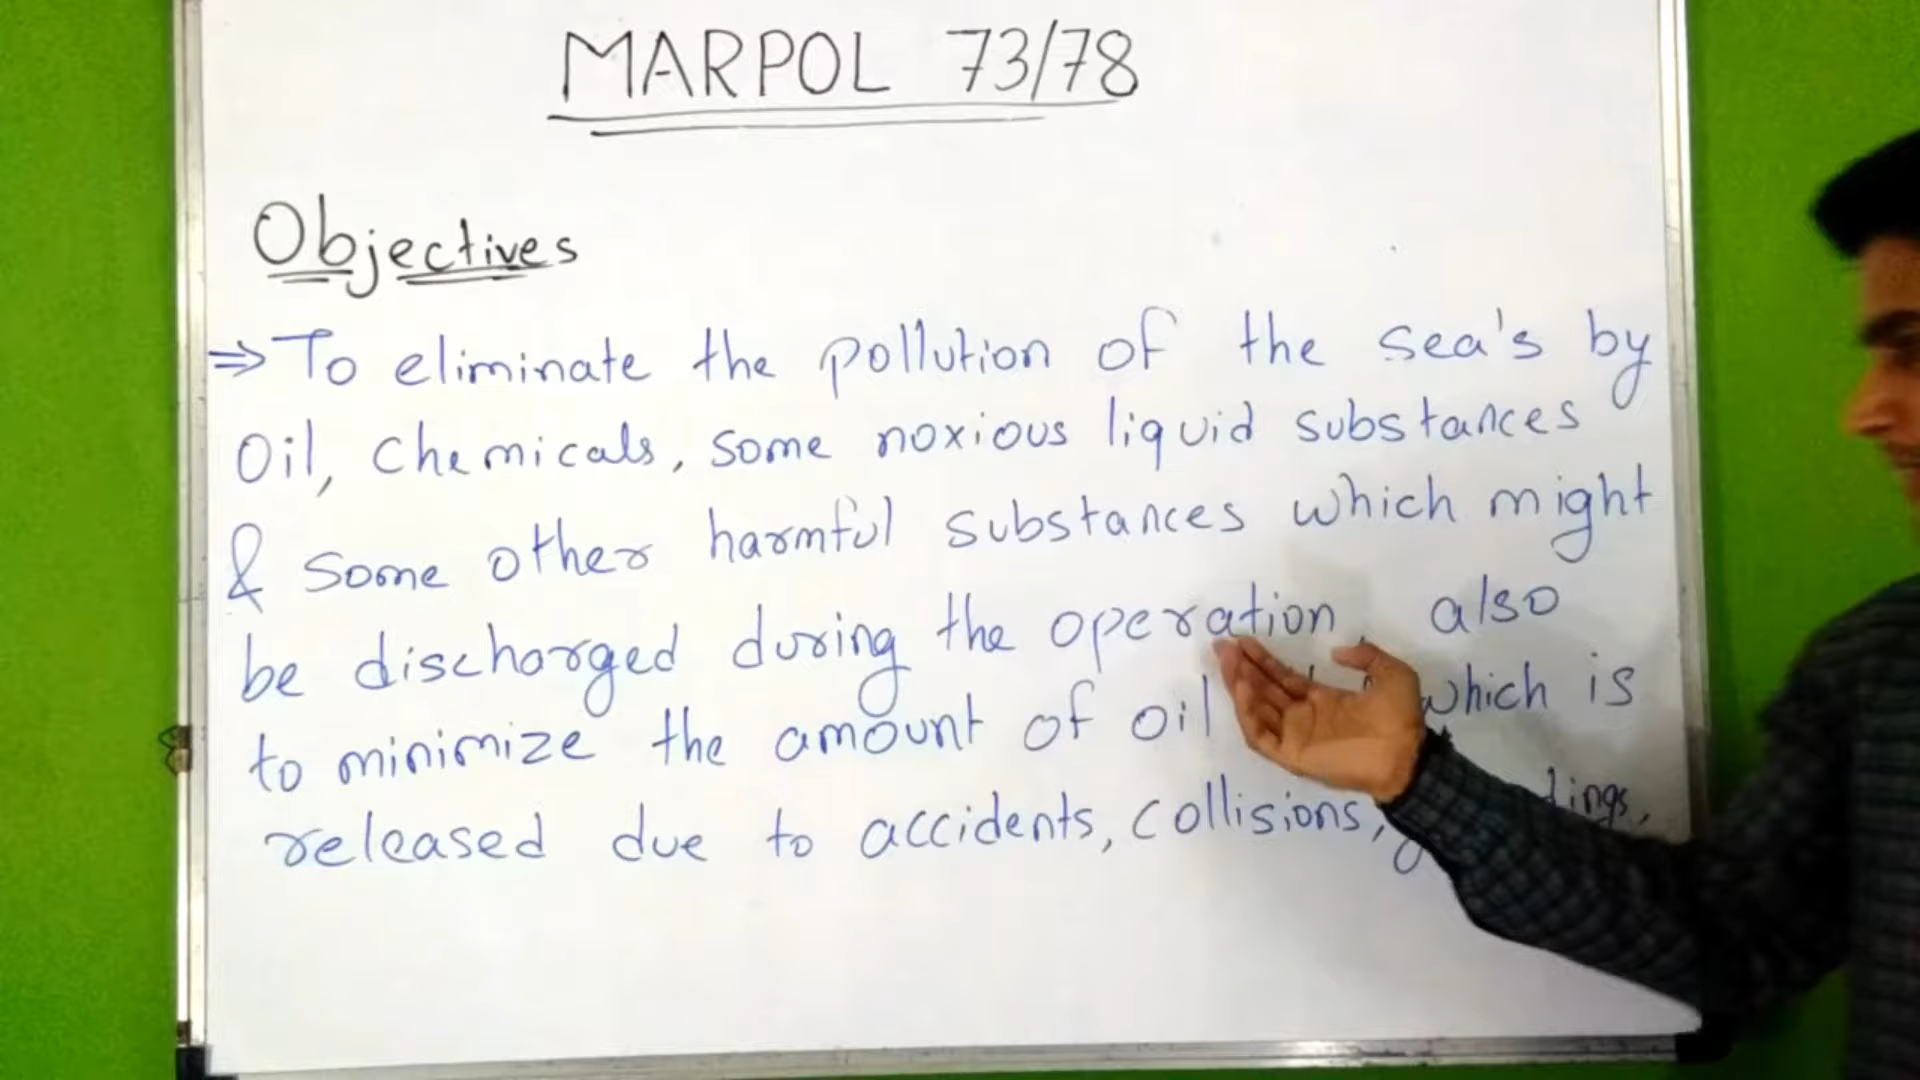 MARPOL 73/78
Objectives
⇒ To eliminate the pollution of the sea's by
Oil, chemicals, some noxious liquid substances
& some other harmful substances which might
be discharged during the operation, also
to minimize the amount of oil which is
released due to accidents, collisions,